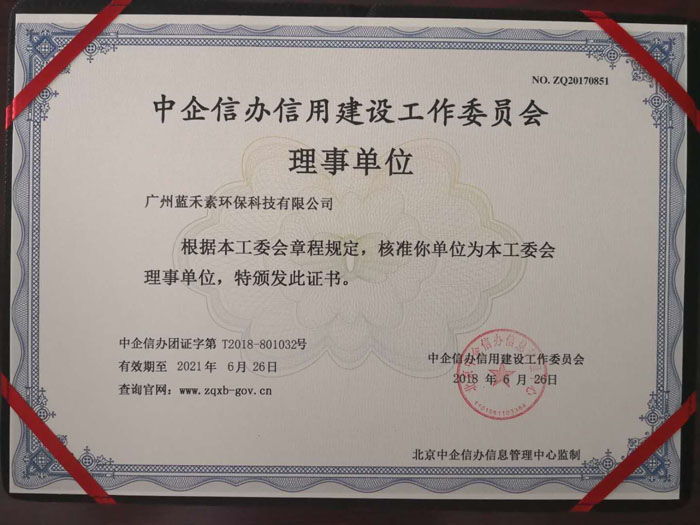 NO. ZQ20170851
中企信办信用建设工作委员会
理事单位
广州蓝禾素环保科技有限公司
根据本工委会章程规定，核准你单位为本工委会
理事单位，特颁发此证书。
中企信办团证字第 T2018-801032号
有效期至 2021年 6月26日
查询官网：www.zqxb-gov.cn
中企信办信用建设工作委员会
2018 年 6 月 26日
北京中企信办信息管理中心监制